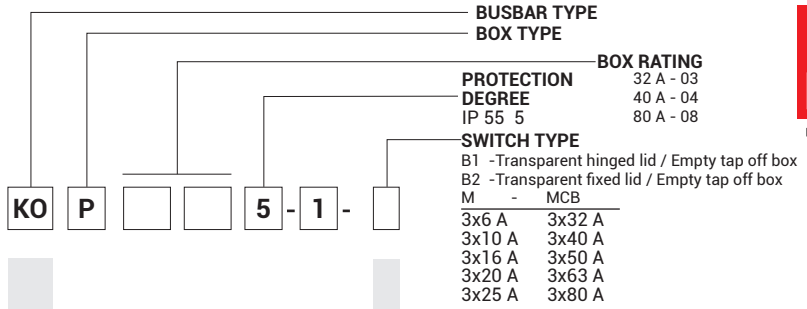 BUSBAR TYPE
BOX TYPE
BOX RATING
PROTECTION 32 A - 03
DEGREE 40 A - 04
IP 55 5 80 A - 08
SWITCH TYPE
B1 -Transparent hinged lid / Empty tap off box
B2 -Transparent fixed lid / Empty tap off box
M - MCB
KO P 5 - 1 -
3x6 A 3x32 A
3x10 A 3x40 A
3x16 A 3x50 A
3x20 A 3x63 A
3x25 A 3x80 A